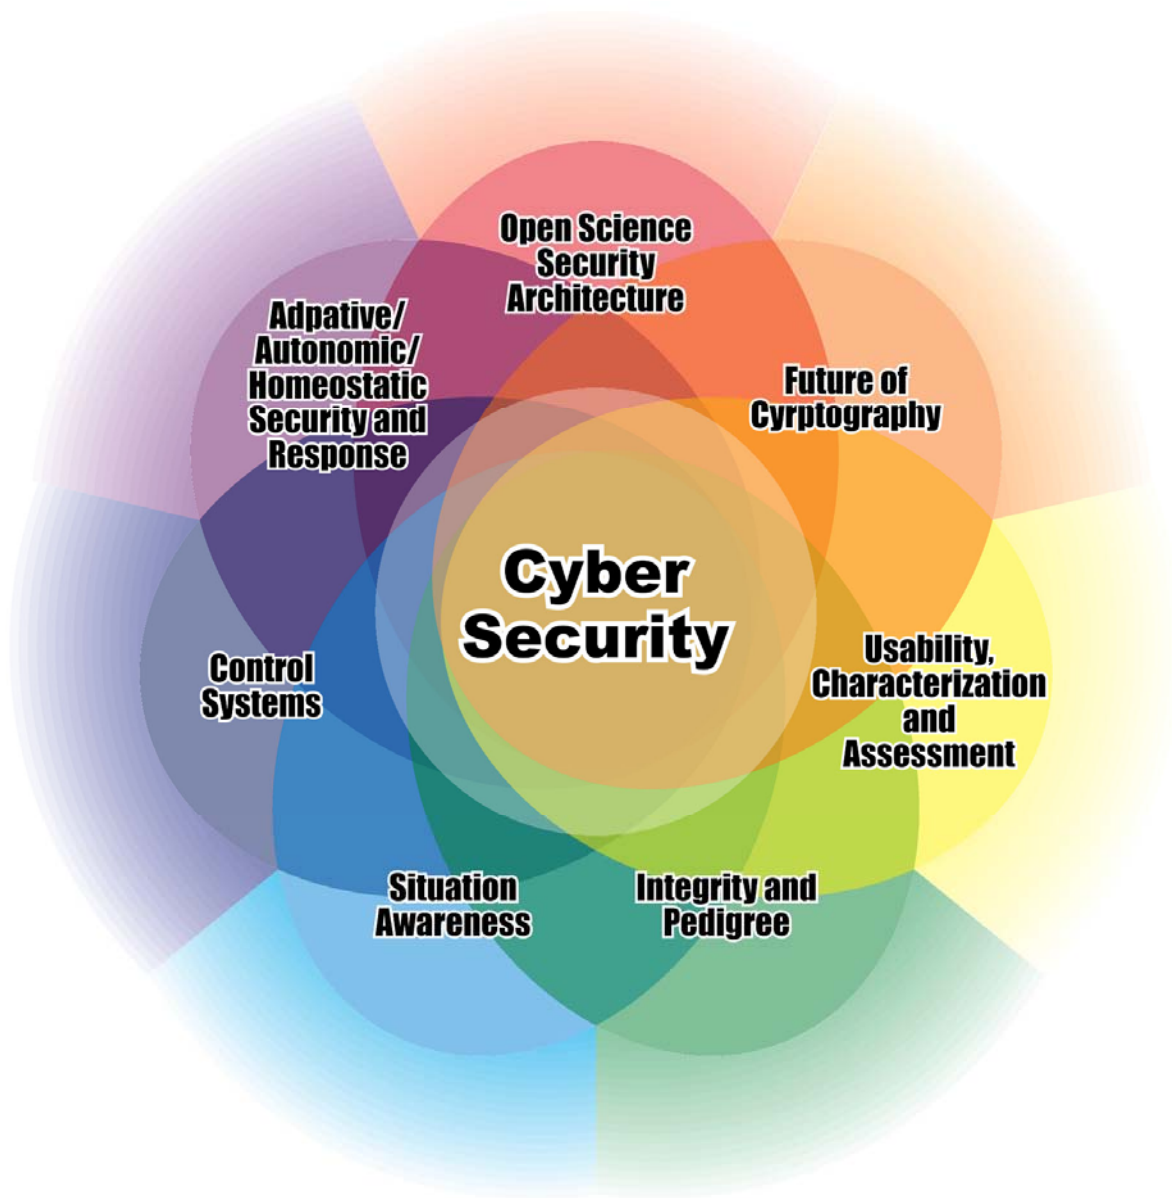 Open Science
Security
Architecture
Adpative/
Autonomic/
Homeostatic
Security and
Response
Future of
Cyrptography
Cyber
Security
Usability,
Characterization
and
Assessment
Control
Systems
Situation
Awareness
Integrity and
Pedigree